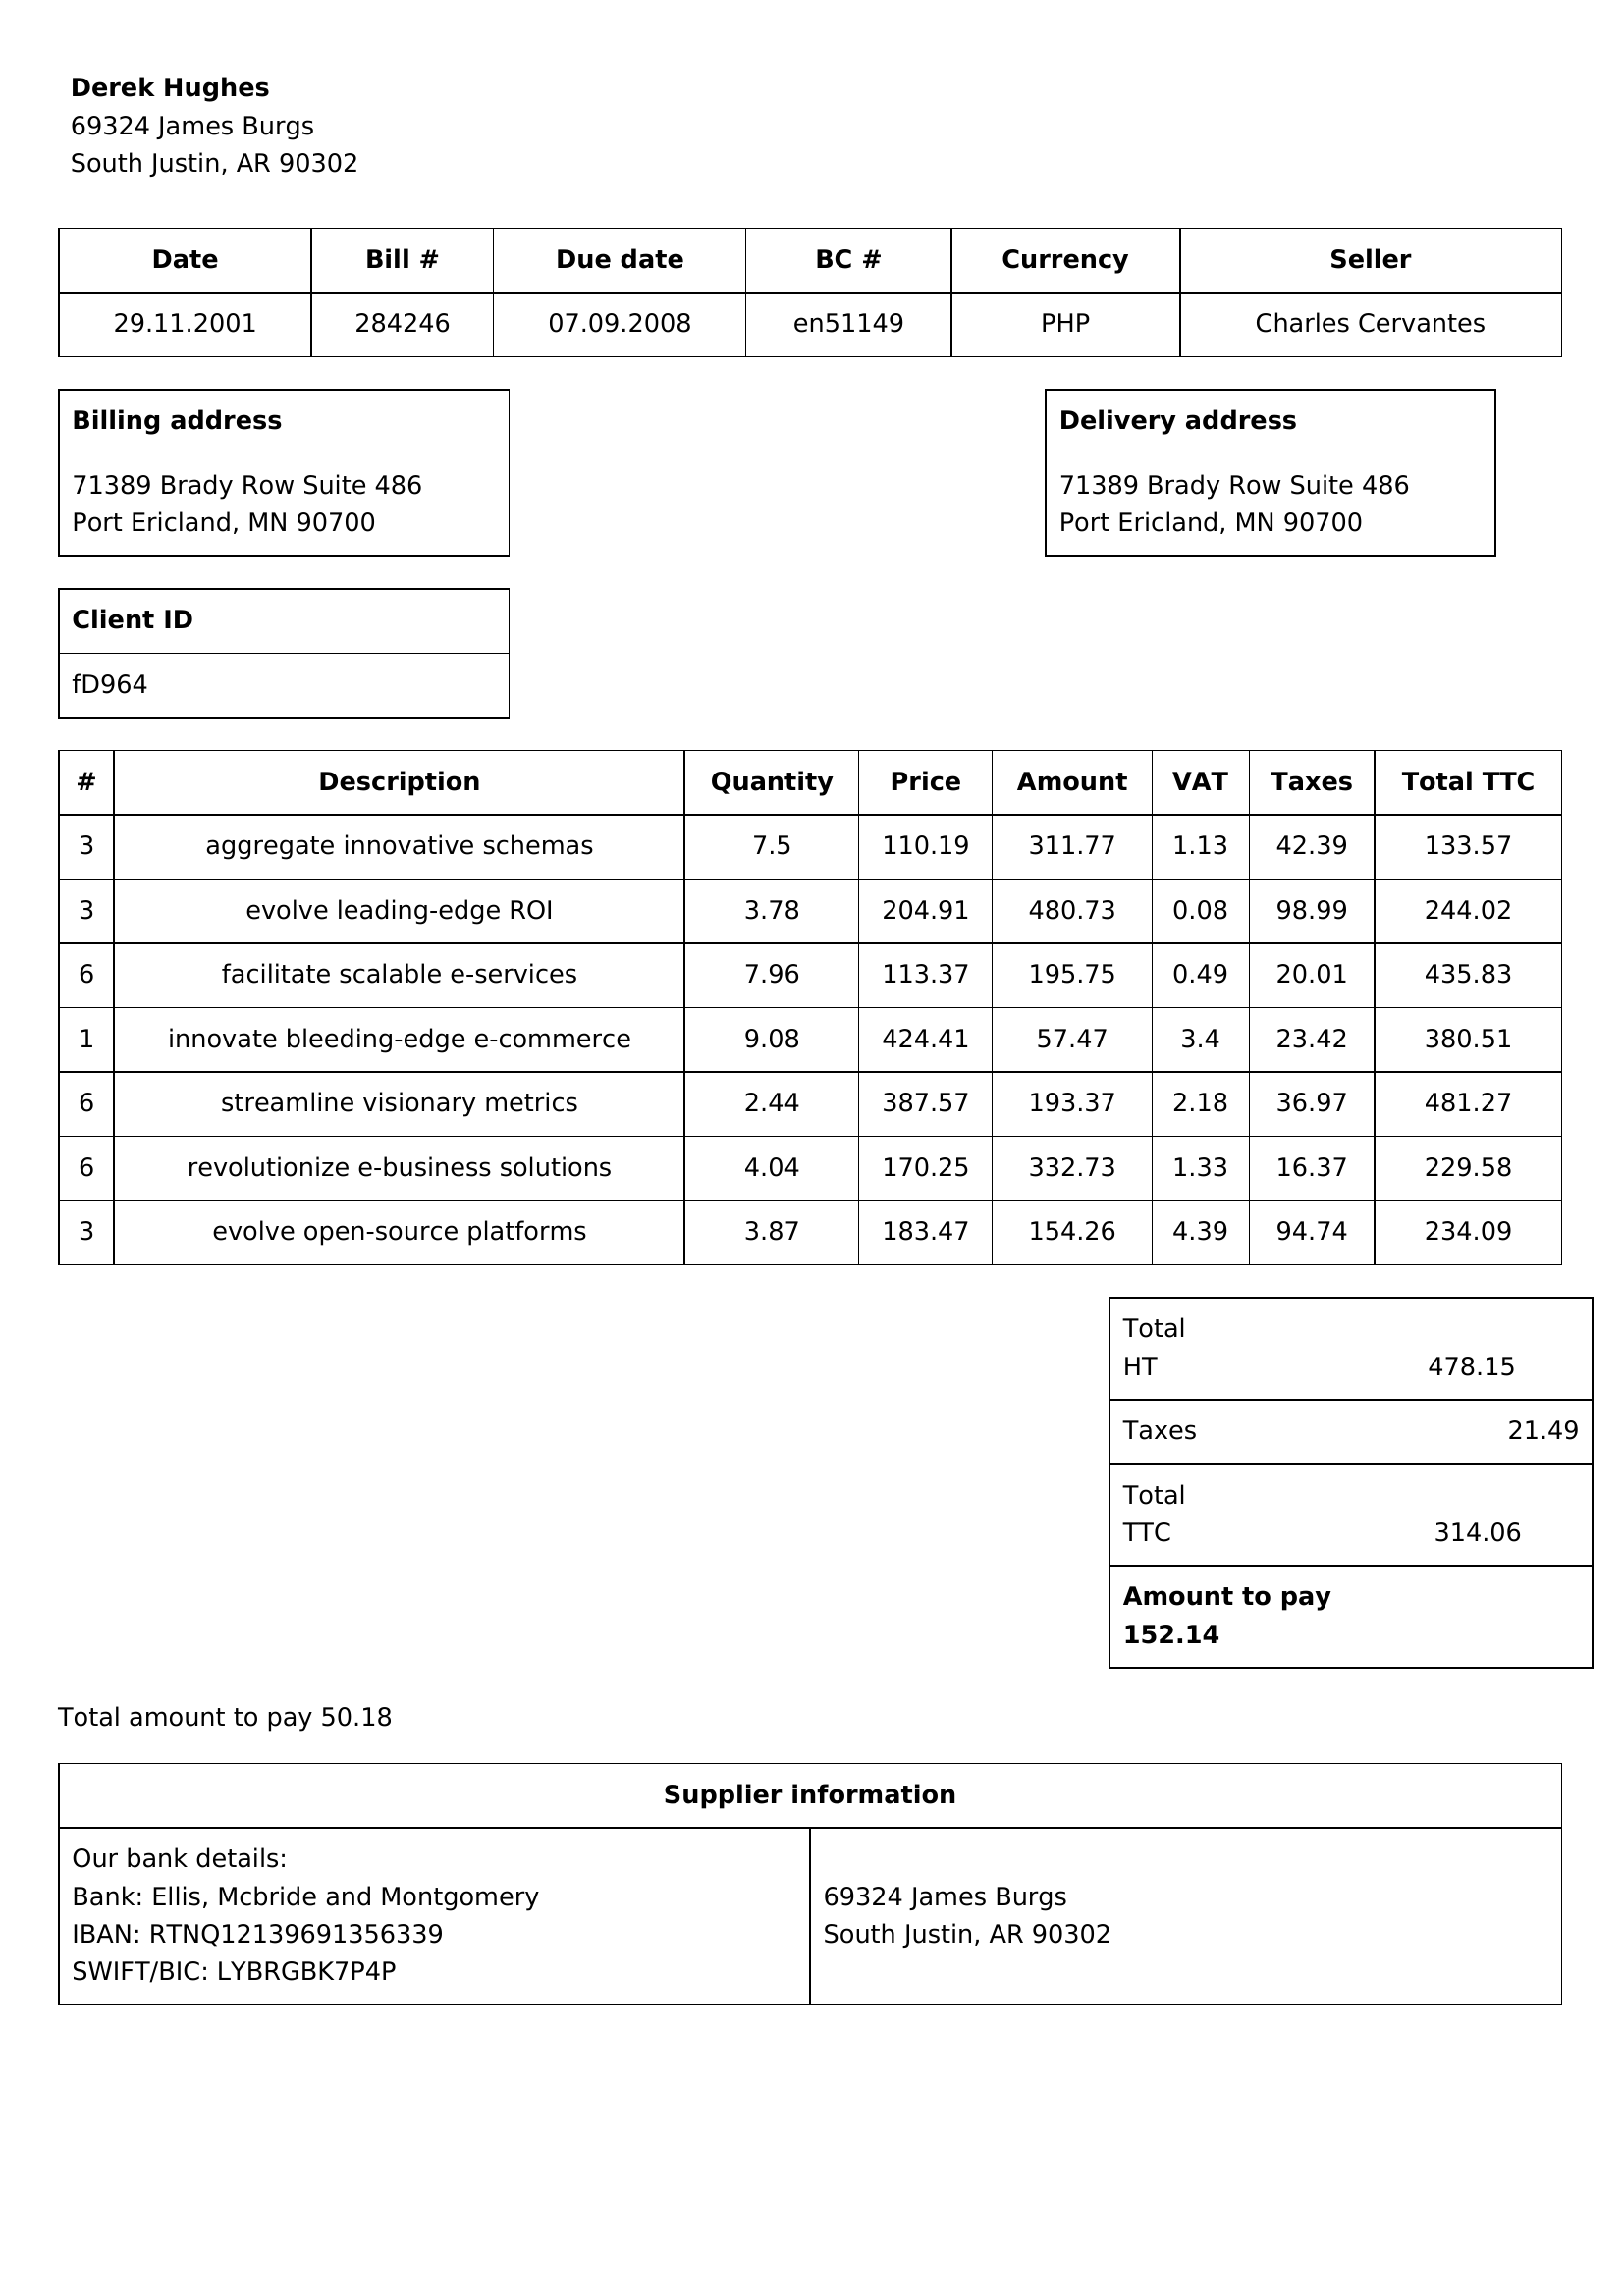 Derek Hughes
69324 James Burgs
South Justin, AR 90302
Date Bill # Due date BC # Currency Seller
29.11.2001 284246 07.09.2008 en51149 PHP Charles Cervantes
Billing address
71389 Brady Row Suite 486
Port Ericland, MN 90700
Delivery address
71389 Brady Row Suite 486
Port Ericland, MN 90700
Client ID
fD964
# Description Quantity Price Amount VAT Taxes Total TTC
3 aggregate innovative schemas 7.5 110.19 311.77 1.13 42.39 133.57
3 evolve leading-edge ROI 3.78 204.91 480.73 0.08 98.99 244.02
6 facilitate scalable e-services 7.96 113.37 195.75 0.49 20.01 435.83
1 innovate bleeding-edge e-commerce 9.08 424.41 57.47 3.4 23.42 380.51
6 streamline visionary metrics 2.44 387.57 193.37 2.18 36.97 481.27
6 revolutionize e-business solutions 4.04 170.25 332.73 1.33 16.37 229.58
3 evolve open-source platforms 3.87 183.47 154.26 4.39 94.74 234.09
Total
HT 478.15
Taxes 21.49
Total
TTC 314.06
Amount to pay
152.14
Total amount to pay 50.18
Supplier information
Our bank details:
Bank: Ellis, Mcbride and Montgomery
IBAN: RTNQ12139691356339
SWIFT/BIC: LYBRGBK7P4P
69324 James Burgs
South Justin, AR 90302